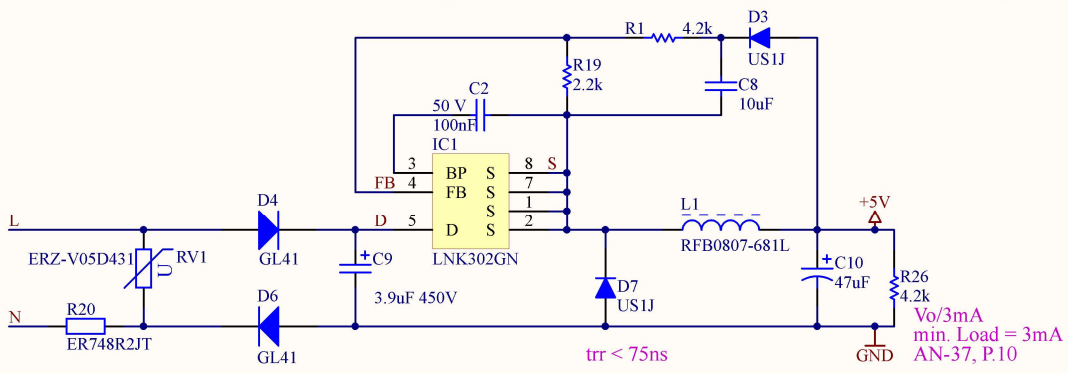 R1 4.2k
D3
US1J
R19
2.2k
C8
10uF
C2
50 V
100nF
IC1
3 BP S 8 S
FB 4 FB S 7
S 1
D 5 D S 2
LNK302GN
L
D4
GL41
L1
RFB0807-681L
+5V
ERZ-V05D431 RV1
U
C9
3.9uF 450V
D7
US1J
C10
47uF
R26
4.2k
N
R20
ER748R2JT
D6
GL41
trr < 75ns
GND
Vo/3mA
min. Load = 3mA
AN-37, P.10